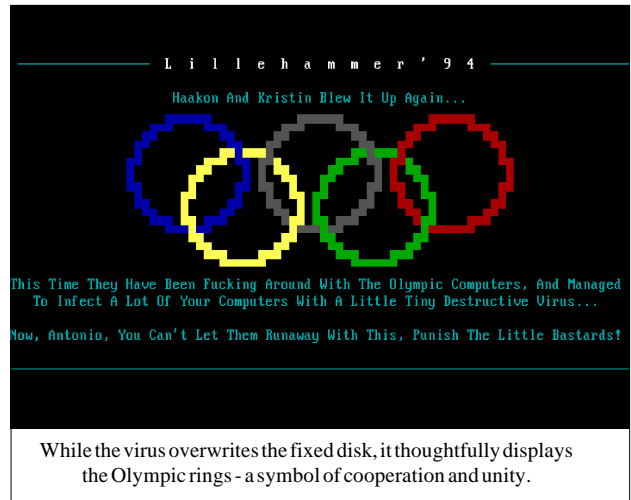 Lillehammer'94
Haakon And Kristin Blew It Up Again...
This Time They Have Been Fucking Around With The Olympic Computers, And Managed
To Infect A Lot Of Your Computers With A Little Tiny Destructive Virus...
Now, Antonio, You Can't Let Them Runaway With This, Punish The Little Bastards!
While the virus overwrites the fixed disk, it thoughtfully displays
the Olympic rings - a symbol of cooperation and unity.